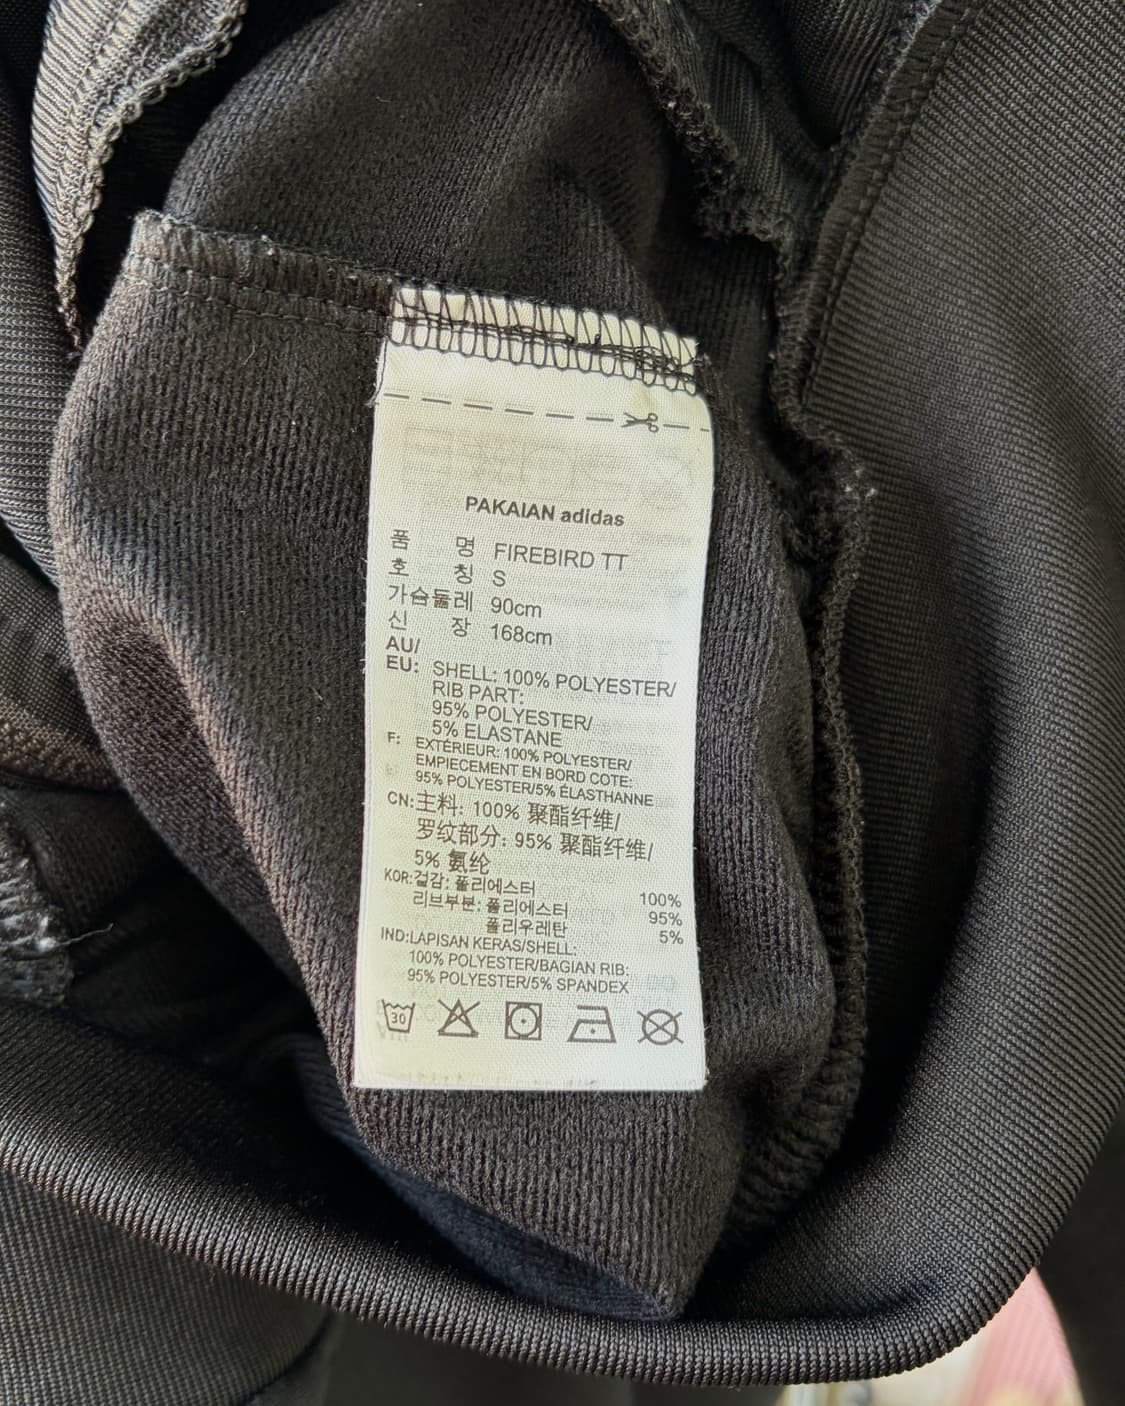 PAKAIAN adidas
품 명 FIREBIRD TT
호 칭 S
가슴둘레 90cm
신 장 168cm
AU/
EU: SHELL: 100% POLYESTER/
RIB PART:
95% POLYESTER/
5% ELASTANE
F: EXTÉRIEUR: 100% POLYESTER/
EMPIECEMENT EN BORD COTE:
95% POLYESTER/5% ÉLASTHANNE
CN: 主料: 100% 聚酯纤维/
罗纹部分: 95% 聚酯纤维/
5% 氨纶
KOR: 겉감: 폴리에스터 100%
리브부분: 폴리에스터 95%
폴리우레탄 5%
IND: LAPISAN KERAS/SHELL:
100% POLYESTER/BAGIAN RIB:
95% POLYESTER/5% SPANDEX
30